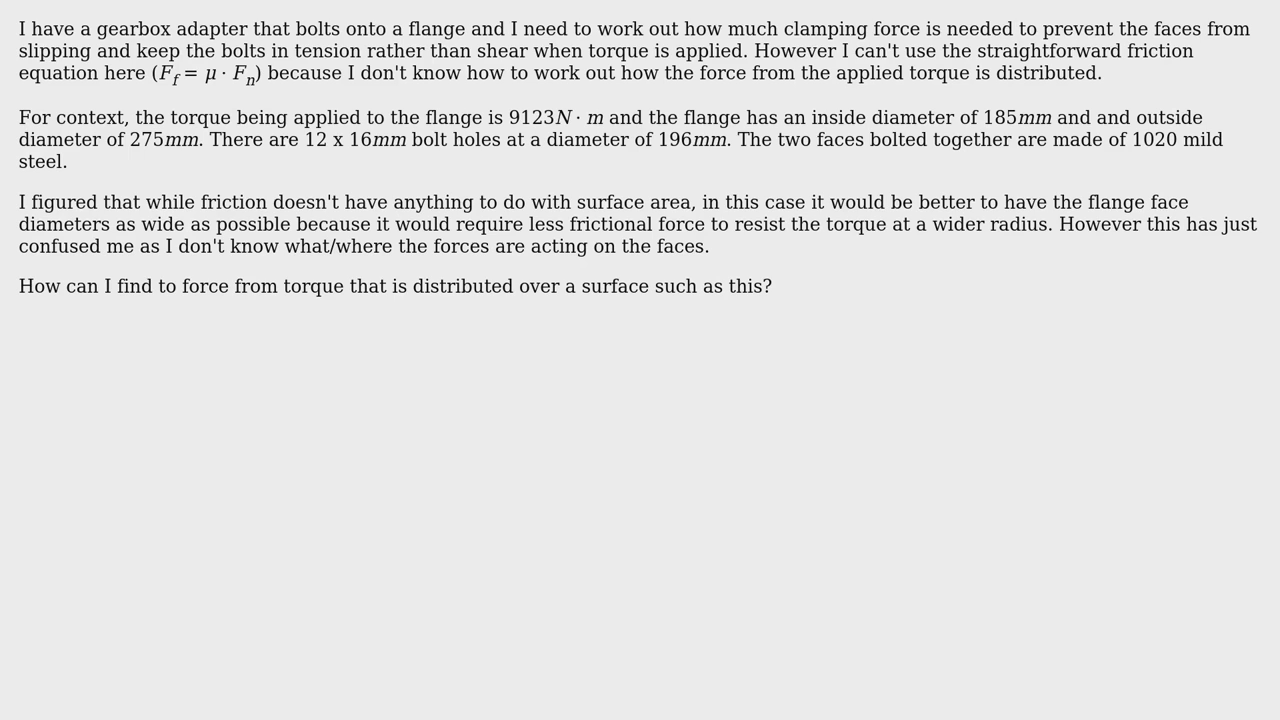 I have a gearbox adapter that bolts onto a flange and I need to work out how much clamping force is needed to prevent the faces from
slipping and keep the bolts in tension rather than shear when torque is applied. However I can't use the straightforward friction
equation here (F_f = μ · F_n) because I don't know how to work out how the force from the applied torque is distributed.
For context, the torque being applied to the flange is 9123N · m and the flange has an inside diameter of 185mm and and outside
diameter of 275mm. There are 12 x 16mm bolt holes at a diameter of 196mm. The two faces bolted together are made of 1020 mild
steel.
I figured that while friction doesn't have anything to do with surface area, in this case it would be better to have the flange face
diameters as wide as possible because it would require less frictional force to resist the torque at a wider radius. However this has just
confused me as I don't know what/where the forces are acting on the faces.
How can I find to force from torque that is distributed over a surface such as this?